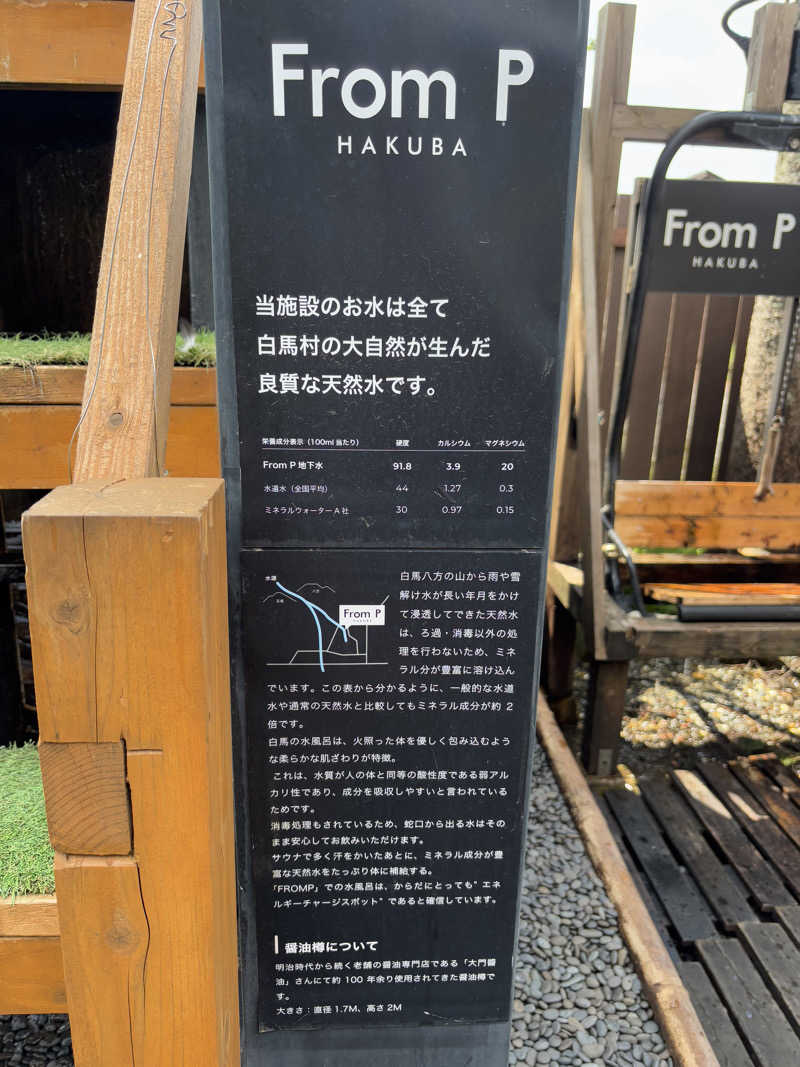 From P
HAKUBA
From P
HAKUBA
当施設のお水は全て
白馬村の大自然が生んだ
良質な天然水です。
栄養成分表示（100ml 当たり） 硬度 カルシウム マグネシウム
From P 地下水 91.8 3.9 20
水道水（全国平均） 44 1.27 0.3
ミネラルウォーター A 社 30 0.97 0.15
水源
From P
HAKUBA
白馬八方の山から雨や雪
解け水が長い年月をかけ
て浸透してできた天然水
は、ろ過・消毒以外の処
理を行わないため、ミネ
ラル分が豊富に溶け込ん
でいます。この表から分かるように、一般的な水道
水や通常の天然水と比較してもミネラル成分が約 2
倍です。
白馬の水風呂は、火照った体を優しく包み込むよう
な柔らかな肌ざわりが特徴。
これは、水質が人の体と同等の酸性度である弱アル
カリ性であり、成分を吸収しやすいと言われている
ためです。
消毒処理もされているため、蛇口から出る水はその
まま安心してお飲みいただけます。
サウナで多く汗をかいたあとに、ミネラル成分が豊
富な天然水をたっぷり体に補給する。
「FROMP」での水風呂は、からだにとっても" エネ
ルギーチャージスポット" であると確信しています。
醤油樽について
明治時代から続く老舗の醤油専門店である「大門醤
油」さんにて約 100 年余り使用されてきた醤油樽で
す。
大きさ：直径 1.7M、高さ 2M